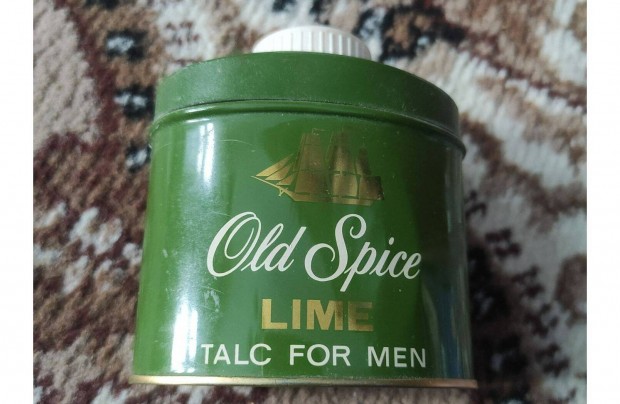 Old Spice
LIME
TALC FOR MEN